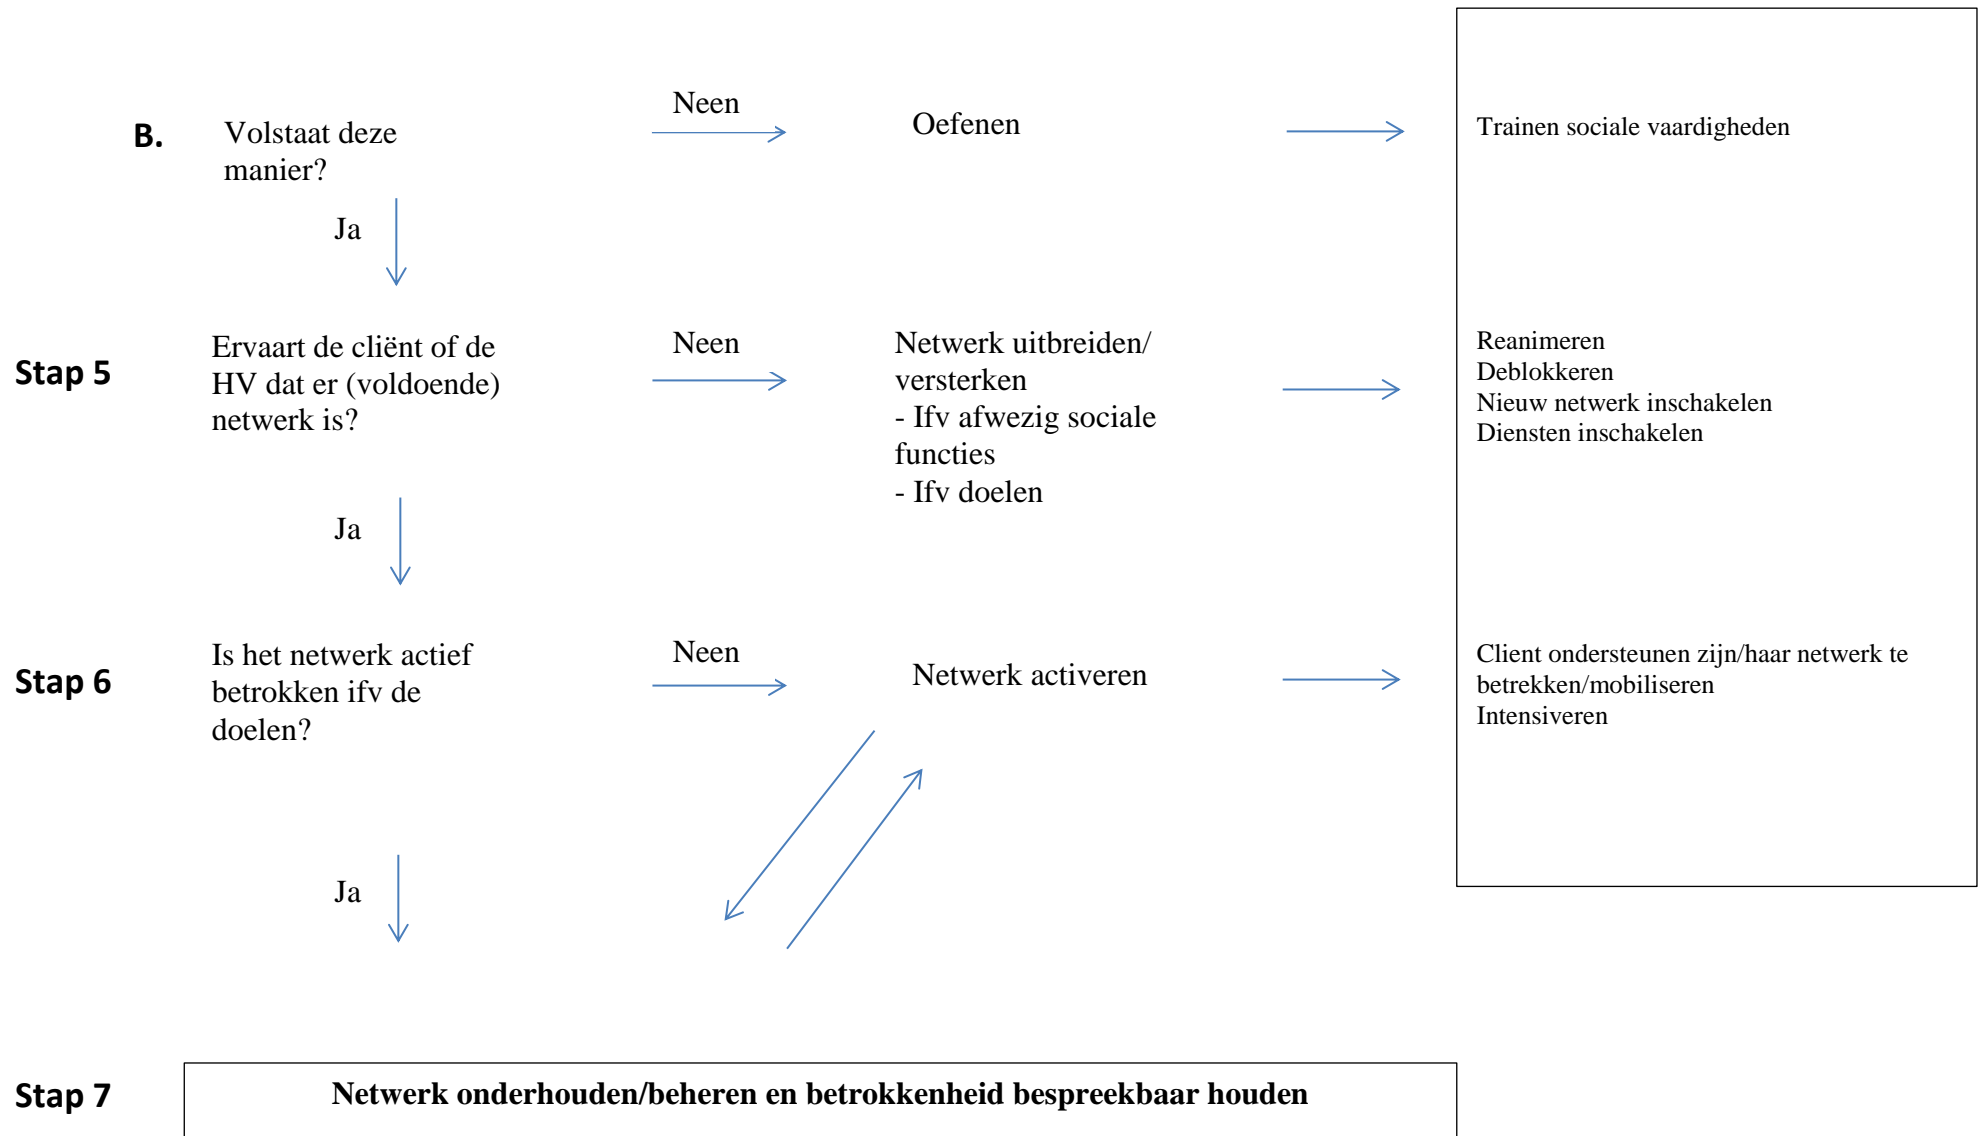 B.
Volstaat deze
manier?
Neen
Oefenen
Trainen sociale vaardigheden
Ja
Stap 5
Ervaart de cliënt of de
HV dat er (voldoende)
netwerk is?
Neen
Netwerk uitbreiden/
versterken
- Ifv afwezig sociale
functies
- Ifv doelen
Reanimeren
Deblokkeren
Nieuw netwerk inschakelen
Diensten inschakelen
Ja
Stap 6
Is het netwerk actief
betrokken ifv de
doelen?
Neen
Netwerk activeren
Client ondersteunen zijn/haar netwerk te
betrekken/mobiliseren
Intensiveren
Ja
Stap 7
Netwerk onderhouden/beheren en betrokkenheid bespreekbaar houden